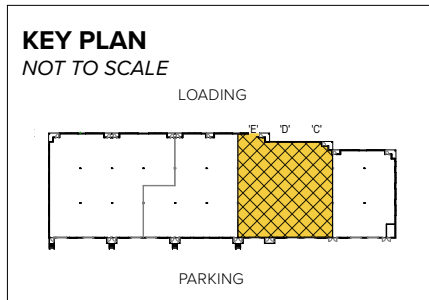 KEY PLAN
NOT TO SCALE
LOADING
'E' 'D' 'C'
PARKING